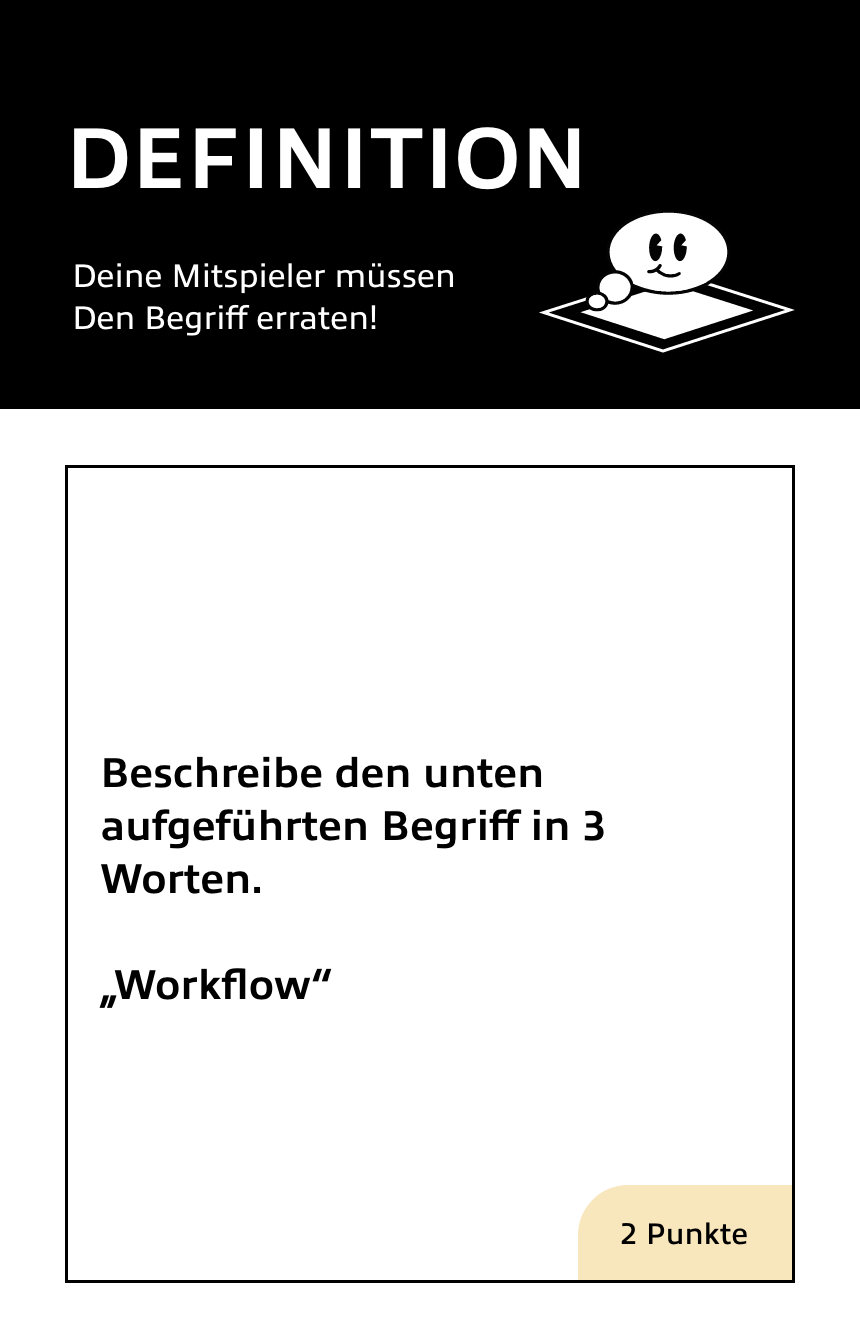 DEFINITION
Deine Mitspieler müssen
Den Begriff erraten!
Beschreibe den unten
aufgeführten Begriff in 3
Worten.
„Workflow“
2 Punkte